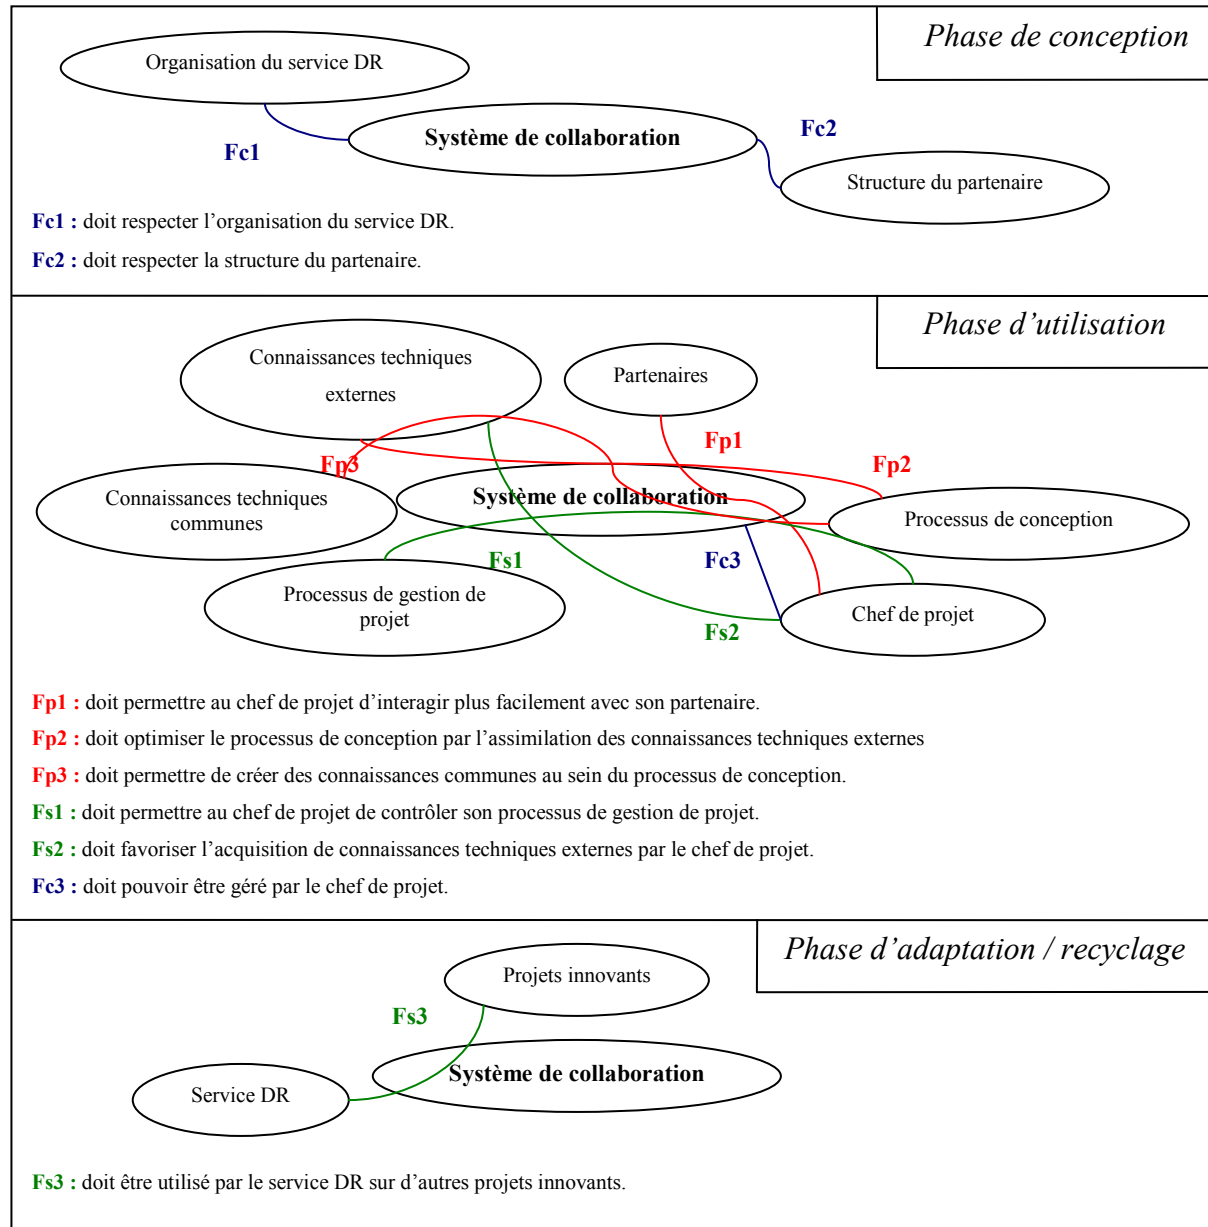 Phase de conception
Organisation du service DR
Système de collaboration
Fc1
Fc2
Structure du partenaire
Fc1 : doit respecter l’organisation du service DR.
Fc2 : doit respecter la structure du partenaire.
Phase d’utilisation
Connaissances techniques
externes
Partenaires
Fp1
Fp3
Fp2
Connaissances techniques
communes
Système de collaboration
Processus de conception
Fs1
Fc3
Processus de gestion de
projet
Chef de projet
Fs2
Fp1 : doit permettre au chef de projet d’interagir plus facilement avec son partenaire.
Fp2 : doit optimiser le processus de conception par l’assimilation des connaissances techniques externes
Fp3 : doit permettre de créer des connaissances communes au sein du processus de conception.
Fs1 : doit permettre au chef de projet de contrôler son processus de gestion de projet.
Fs2 : doit favoriser l’acquisition de connaissances techniques externes par le chef de projet.
Fc3 : doit pouvoir être géré par le chef de projet.
Phase d’adaptation / recyclage
Projets innovants
Fs3
Système de collaboration
Service DR
Fs3 : doit être utilisé par le service DR sur d’autres projets innovants.